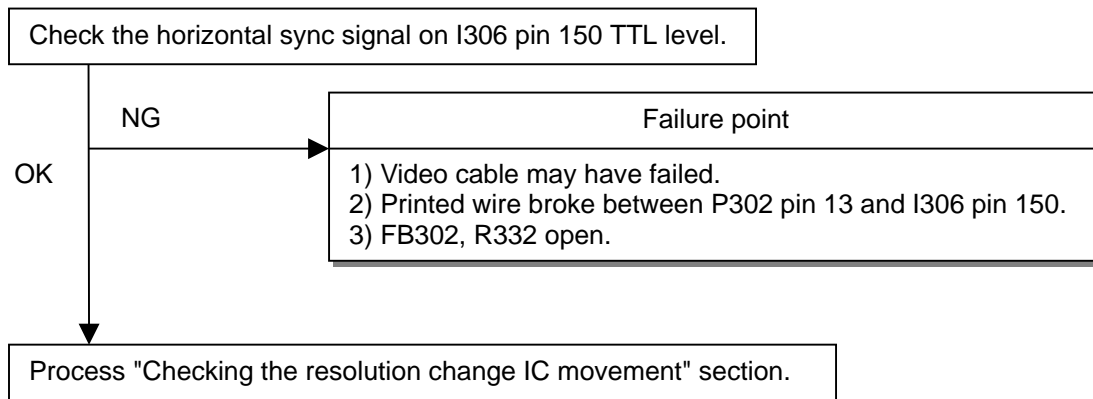 Check the horizontal sync signal on I306 pin 150 TTL level.
NG
Failure point
OK
1) Video cable may have failed.
2) Printed wire broke between P302 pin 13 and I306 pin 150.
3) FB302, R332 open.
Process "Checking the resolution change IC movement" section.